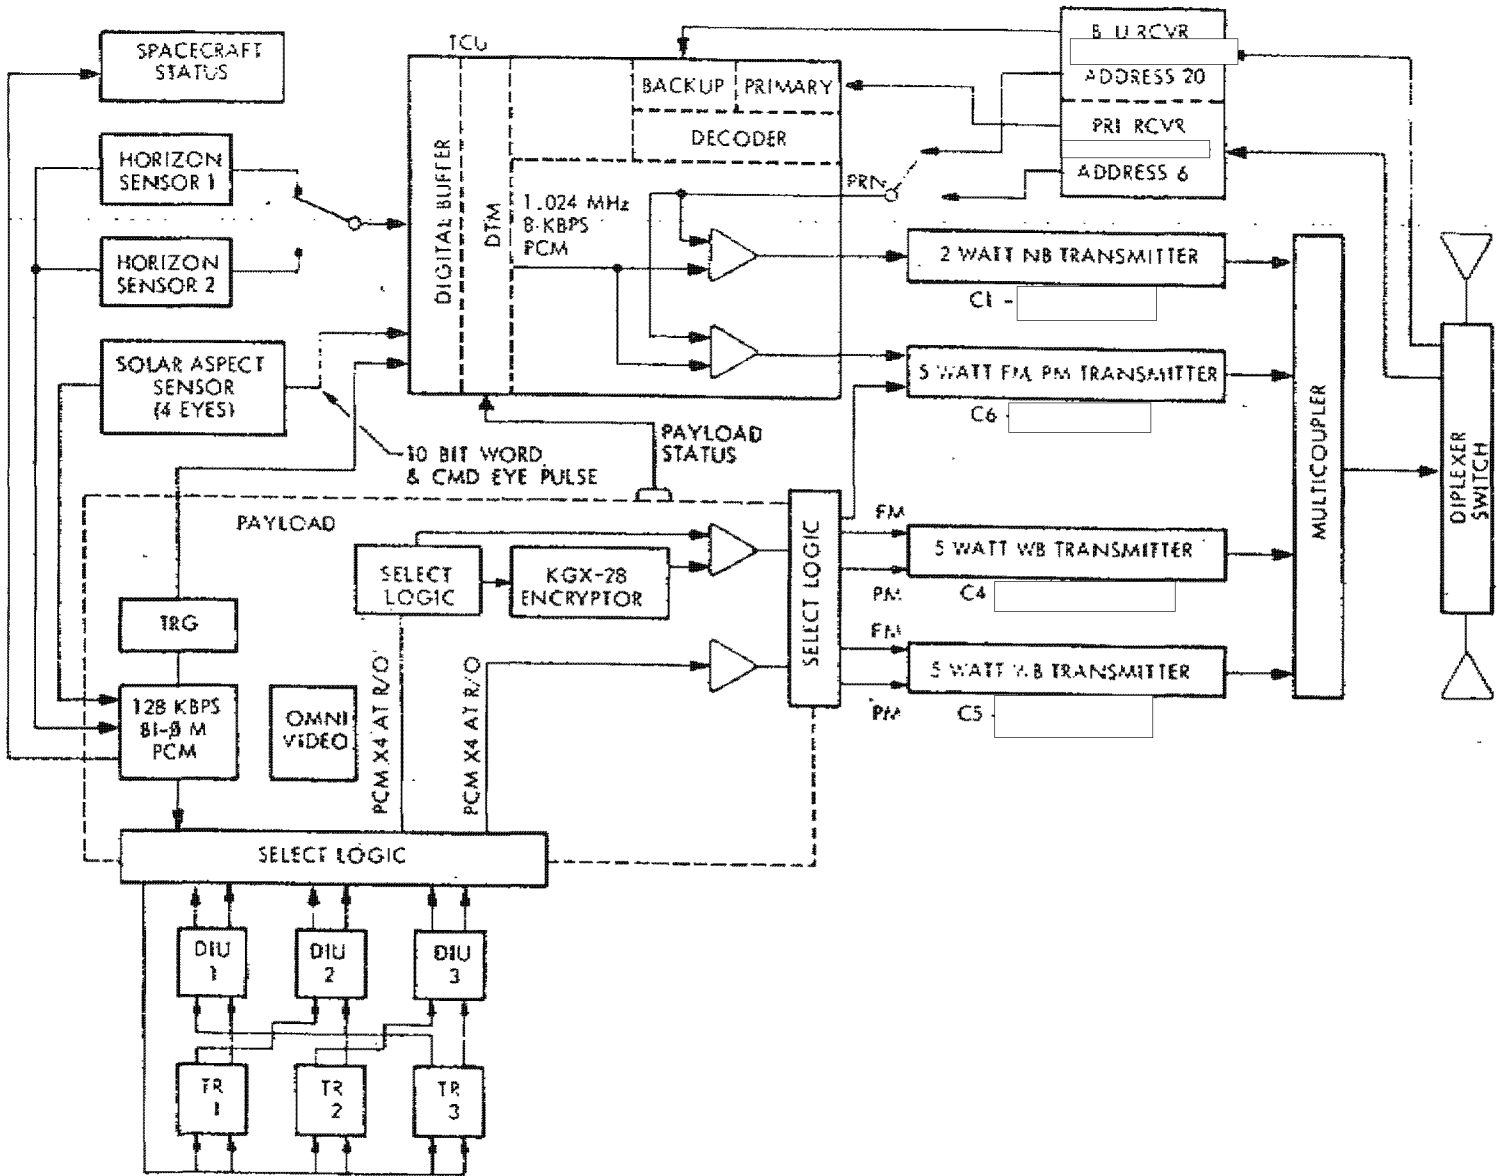 SPACECRAFT
STATUS
HORIZON
SENSOR 1
HORIZON
SENSOR 2
SOLAR ASPECT
SENSOR
(4 EYES)
TCU
DIGITAL BUFFER
DTM
BACKUP
PRIMARY
DECODER
1.024 MHz
8-KBPS
PCM
PRN
B U RCVR
ADDRESS 20
PRI RCVR
ADDRESS 6
2 WATT NB TRANSMITTER
C1 -
5 WATT FM, PM TRANSMITTER
C6
10 BIT WORD
& CMD EYE PULSE
PAYLOAD
STATUS
PAYLOAD
SELECT
LOGIC
KGX-28
ENCRYPTOR
SELECT LOGIC
FM
5 WATT WB TRANSMITTER
PM
C4
FM
5 WATT WB TRANSMITTER
PM
C5 -
MULTICOUPLER
DIPLEXER
SWITCH
TRG
128 KBPS
BI-Ø M
PCM
OMNI
VIDEO
PCM X4 AT R/O
PCM X4 AT R/O
SELECT LOGIC
DIU
1
DIU
2
DIU
3
TR
1
TR
2
TR
3